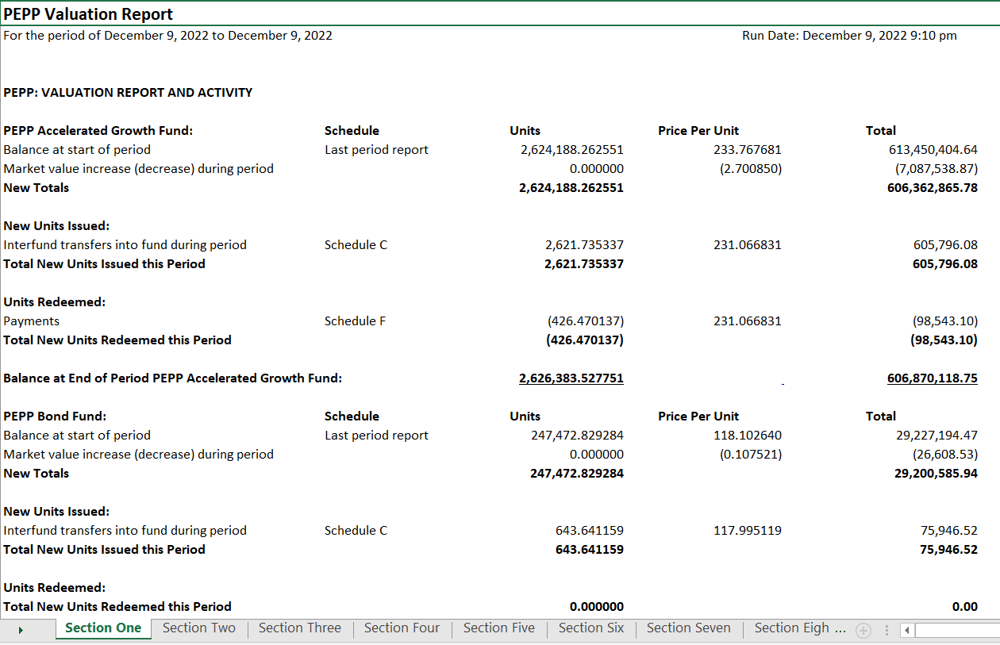 PEPP Valuation Report
For the period of December 9, 2022 to December 9, 2022 Run Date: December 9, 2022 9:10 pm
PEPP: VALUATION REPORT AND ACTIVITY
PEPP Accelerated Growth Fund: Schedule Units Price Per Unit Total
Balance at start of period Last period report 2,624,188.262551 233.767681 613,450,404.64
Market value increase (decrease) during period 0.000000 (2.700850) (7,087,538.87)
New Totals 2,624,188.262551 606,362,865.78
New Units Issued:
Interfund transfers into fund during period Schedule C 2,621.735337 231.066831 605,796.08
Total New Units Issued this Period 2,621.735337 605,796.08
Units Redeemed:
Payments Schedule F (426.470137) 231.066831 (98,543.10)
Total New Units Redeemed this Period (426.470137) (98,543.10)
Balance at End of Period PEPP Accelerated Growth Fund: 2,626,383.527751 606,870,118.75
PEPP Bond Fund: Schedule Units Price Per Unit Total
Balance at start of period Last period report 247,472.829284 118.102640 29,227,194.47
Market value increase (decrease) during period 0.000000 (0.107521) (26,608.53)
New Totals 247,472.829284 29,200,585.94
New Units Issued:
Interfund transfers into fund during period Schedule C 643.641159 117.995119 75,946.52
Total New Units Issued this Period 643.641159 75,946.52
Units Redeemed:
Total New Units Redeemed this Period 0.000000 0.00
Section One Section Two Section Three Section Four Section Five Section Six Section Seven Section Eigh ...